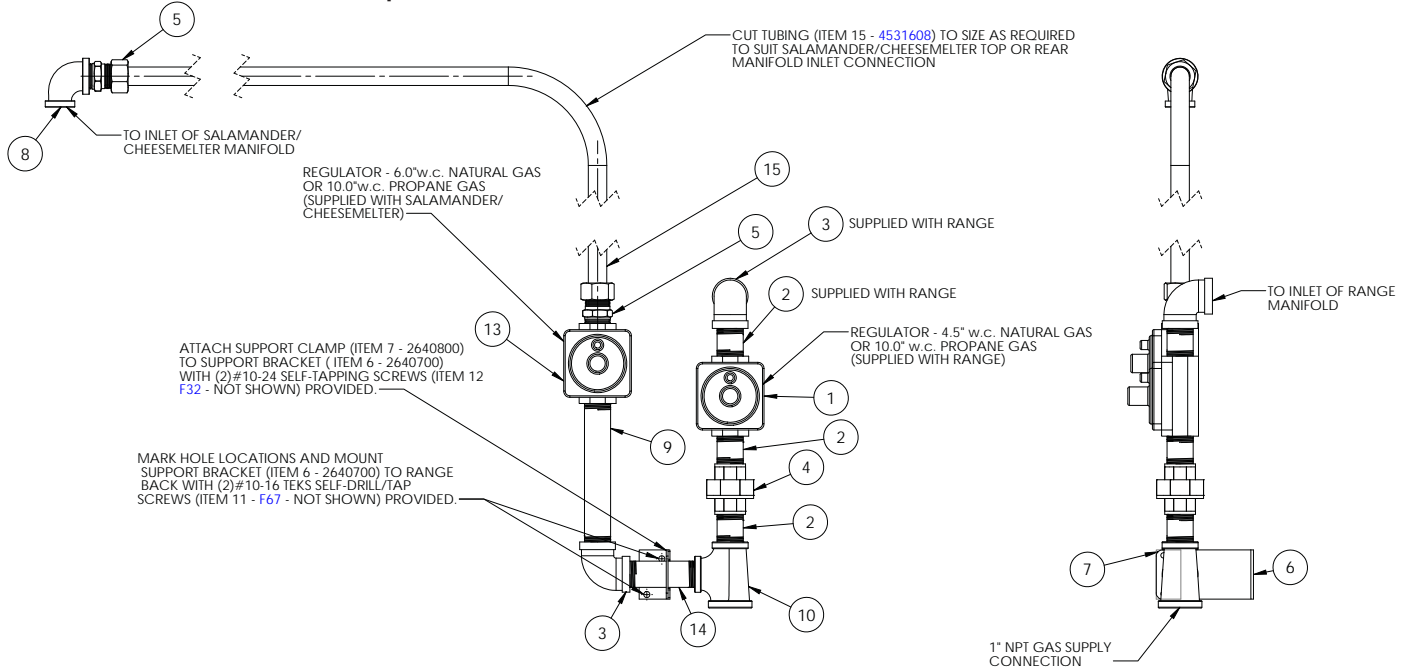 5
CUT TUBING (ITEM 15 - 4531608) TO SIZE AS REQUIRED
TO SUIT SALAMANDER/CHEESEMELTER TOP OR REAR
MANIFOLD INLET CONNECTION
8
TO INLET OF SALAMANDER/
CHEESEMELTER MANIFOLD
REGULATOR - 6.0"w.c. NATURAL GAS
OR 10.0"w.c. PROPANE GAS
(SUPPLIED WITH SALAMANDER/
CHEESEMELTER)
15
5
3
SUPPLIED WITH RANGE
2
SUPPLIED WITH RANGE
TO INLET OF RANGE
MANIFOLD
13
REGULATOR - 4.5" w.c. NATURAL GAS
OR 10.0" w.c. PROPANE GAS
(SUPPLIED WITH RANGE)
ATTACH SUPPORT CLAMP (ITEM 7 - 2640800)
TO SUPPORT BRACKET ( ITEM 6 - 2640700)
WITH (2)#10-24 SELF-TAPPING SCREWS (ITEM 12
F32 - NOT SHOWN) PROVIDED.
1
9
2
MARK HOLE LOCATIONS AND MOUNT
SUPPORT BRACKET (ITEM 6 - 2640700) TO RANGE
BACK WITH (2)#10-16 TEKS SELF-DRILL/TAP
SCREWS (ITEM 11 - F67 - NOT SHOWN) PROVIDED.
4
2
7
6
3
14
10
1" NPT GAS SUPPLY
CONNECTION